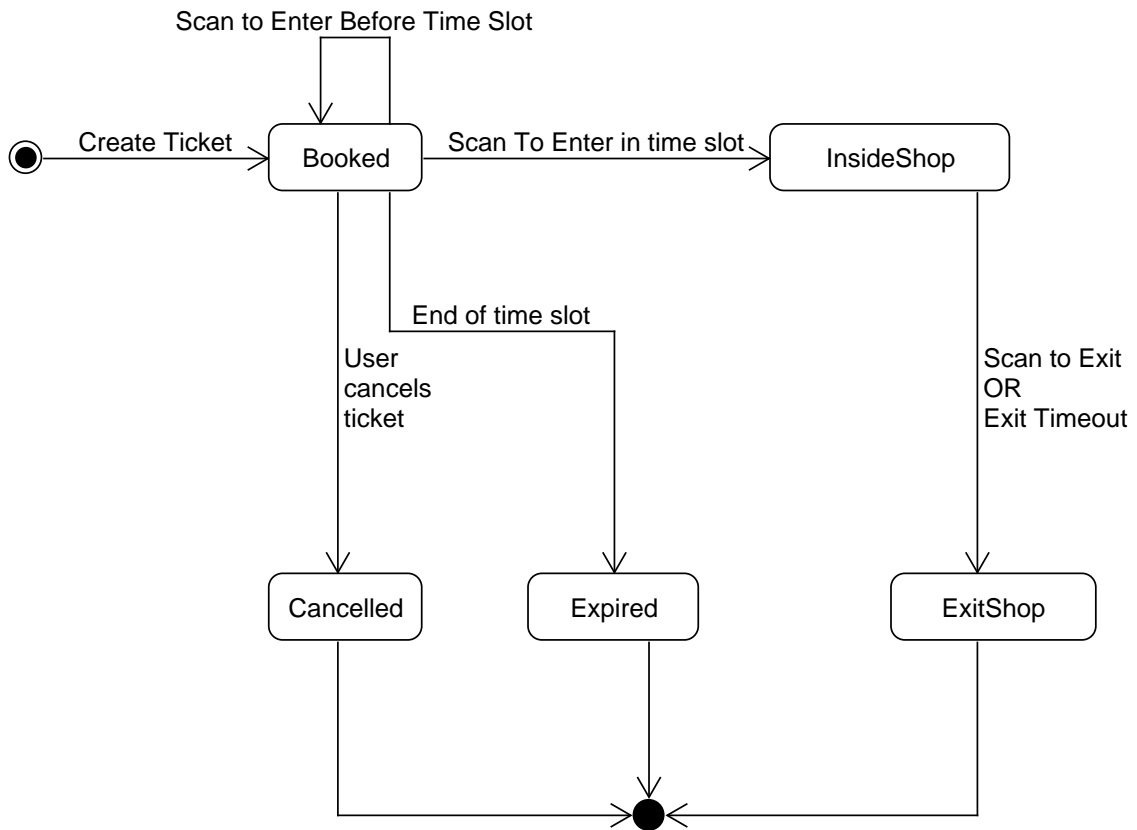 Scan to Enter Before Time Slot
Create Ticket
Booked
Scan To Enter in time slot
InsideShop
End of time slot
User
cancels
ticket
Scan to Exit
OR
Exit Timeout
Cancelled
Expired
ExitShop